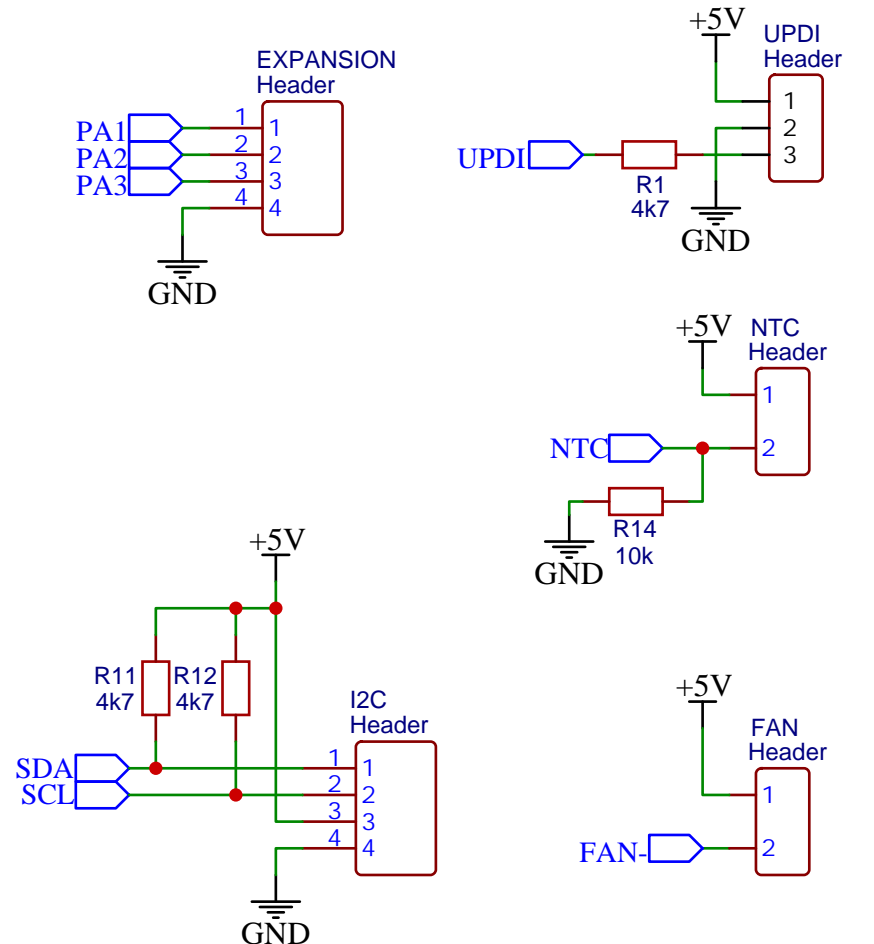 EXPANSION
Header
PA1
PA2
PA3
1
2
3
4
1
2
3
4
GND
+5V
UPDI
Header
UPDI
R1
4k7
1
2
3
GND
+5V
NTC
Header
NTC
1
2
R14
10k
GND
+5V
R11
4k7
R12
4k7
I2C
Header
SDA
SCL
1
2
3
4
1
2
3
4
GND
+5V
FAN
Header
FAN-
1
2